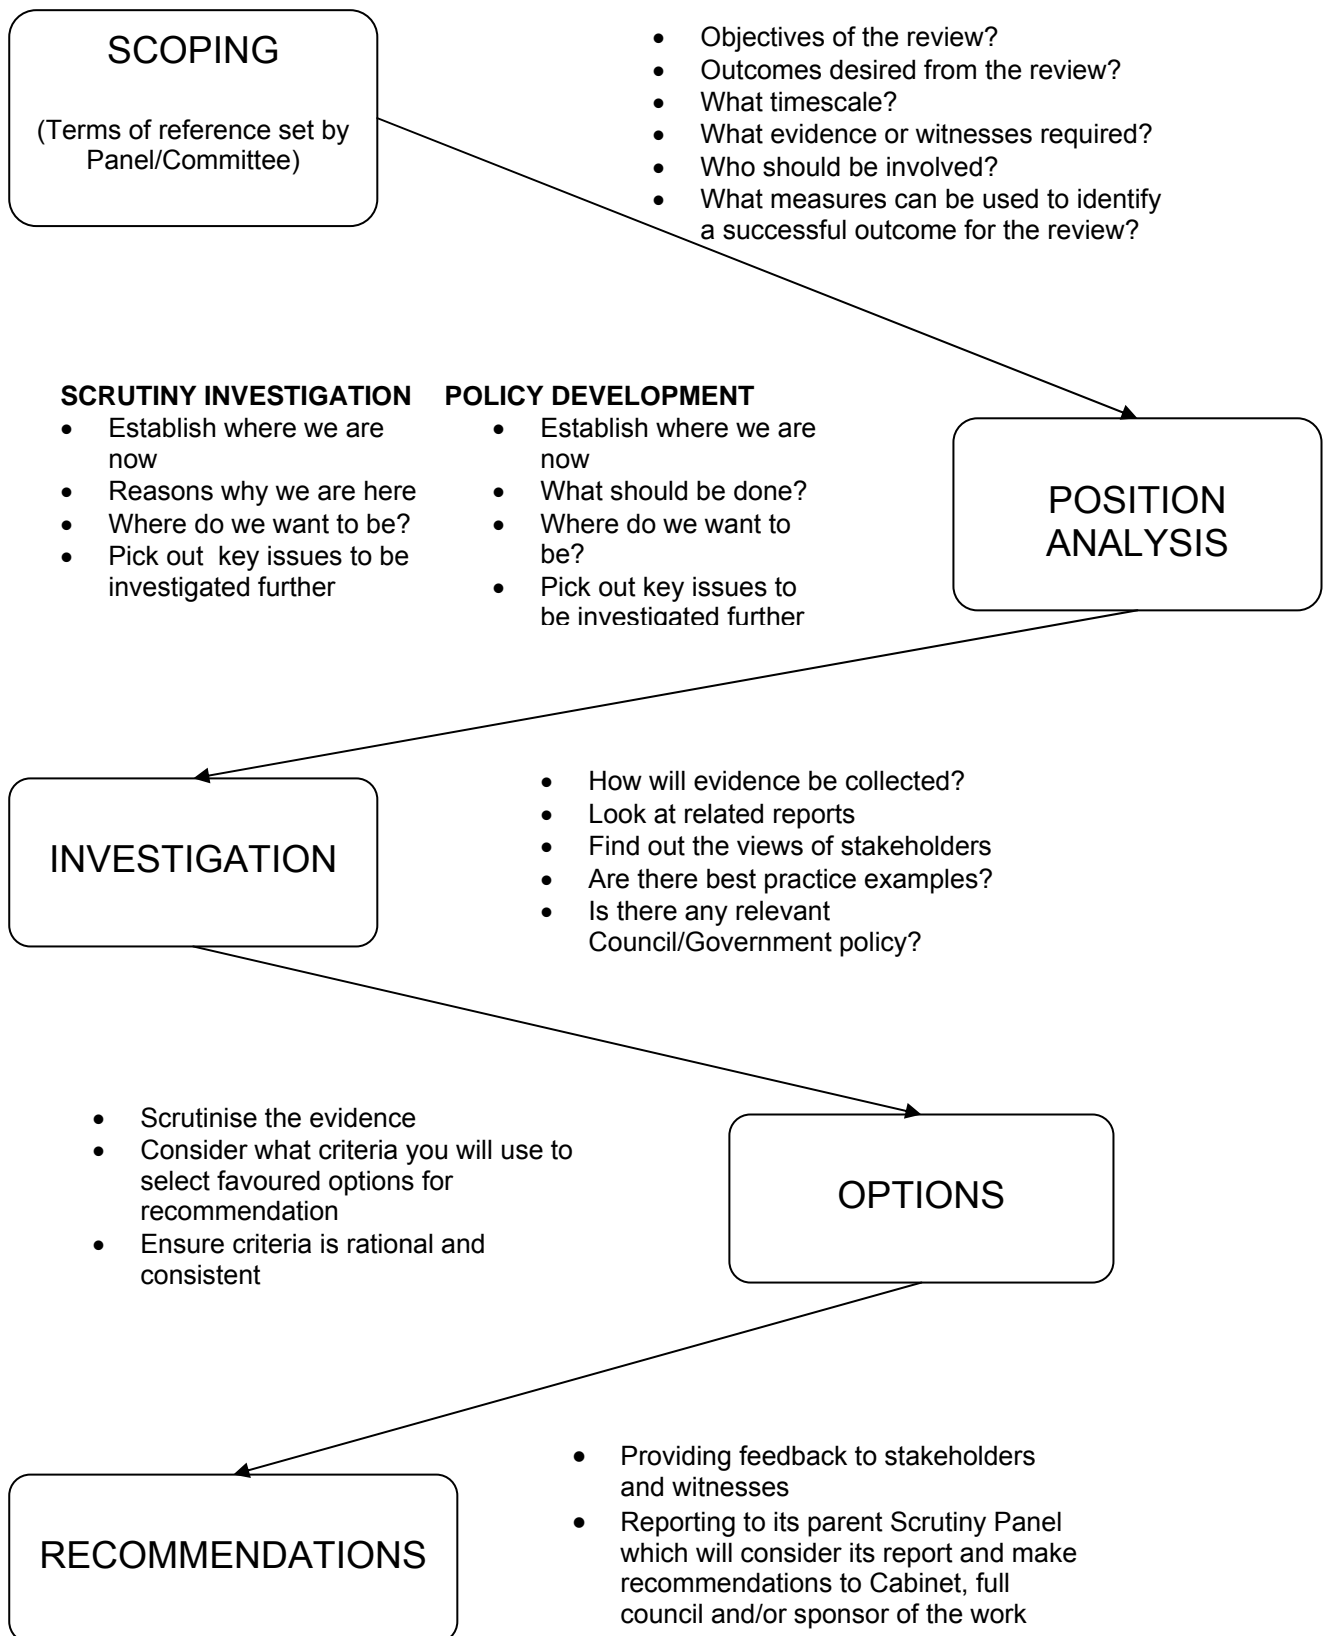 SCOPING
(Terms of reference set by
Panel/Committee)
• Objectives of the review?
• Outcomes desired from the review?
• What timescale?
• What evidence or witnesses required?
• Who should be involved?
• What measures can be used to identify
a successful outcome for the review?
SCRUTINY INVESTIGATION
• Establish where we are
now
• Reasons why we are here
• Where do we want to be?
• Pick out key issues to be
investigated further
POLICY DEVELOPMENT
• Establish where we are
now
• What should be done?
• Where do we want to
be?
• Pick out key issues to
be investigated further
POSITION
ANALYSIS
INVESTIGATION
• How will evidence be collected?
• Look at related reports
• Find out the views of stakeholders
• Are there best practice examples?
• Is there any relevant
Council/Government policy?
• Scrutinise the evidence
• Consider what criteria you will use to
select favoured options for
recommendation
• Ensure criteria is rational and
consistent
OPTIONS
RECOMMENDATIONS
• Providing feedback to stakeholders
and witnesses
• Reporting to its parent Scrutiny Panel
which will consider its report and make
recommendations to Cabinet, full
council and/or sponsor of the work